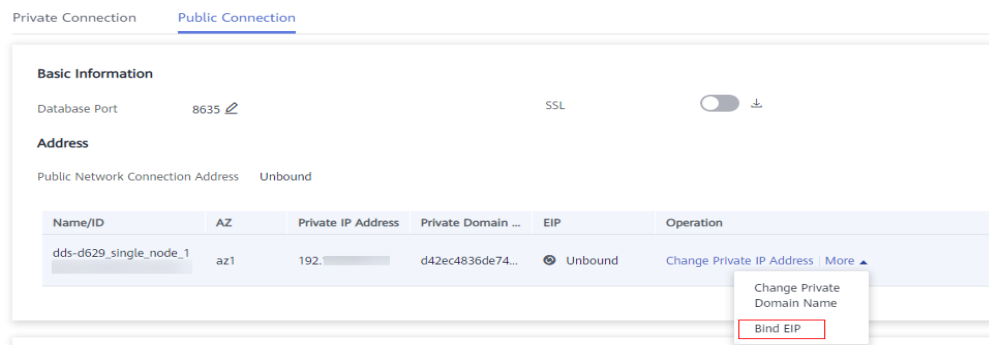 Private Connection Public Connection
Basic Information
Database Port 8635 SSL
Address
Public Network Connection Address Unbound
Name/ID AZ Private IP Address Private Domain ... EIP Operation
dds-d629_single_node_1
az1 192. d42ec4836de74... Unbound Change Private IP Address More
Change Private
Domain Name
Bind EIP